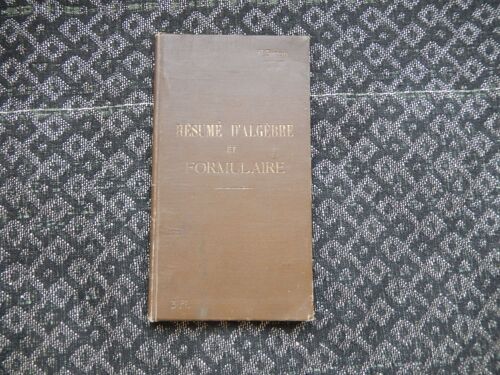 RÉSUMÉ D'ALGÈBRE
ET
FORMULAIRE